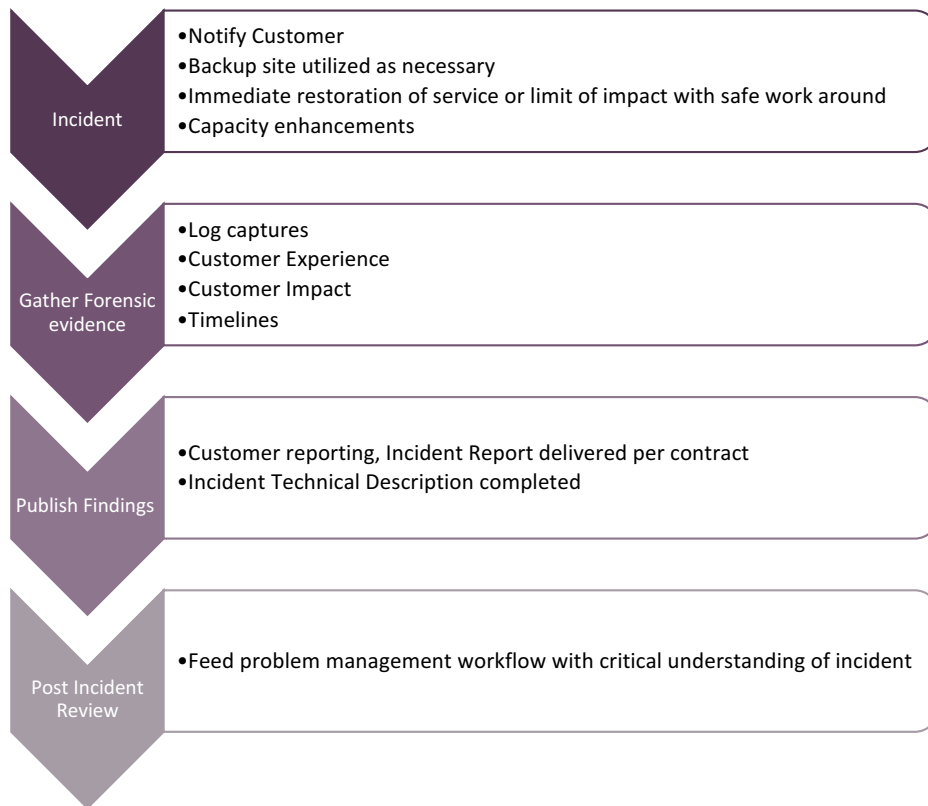 Incident
•Notify Customer
•Backup site utilized as necessary
•Immediate restoration of service or limit of impact with safe work around
•Capacity enhancements
Gather Forensic
evidence
•Log captures
•Customer Experience
•Customer Impact
•Timelines
Publish Findings
•Customer reporting, Incident Report delivered per contract
•Incident Technical Description completed
Post Incident
Review
•Feed problem management workflow with critical understanding of incident